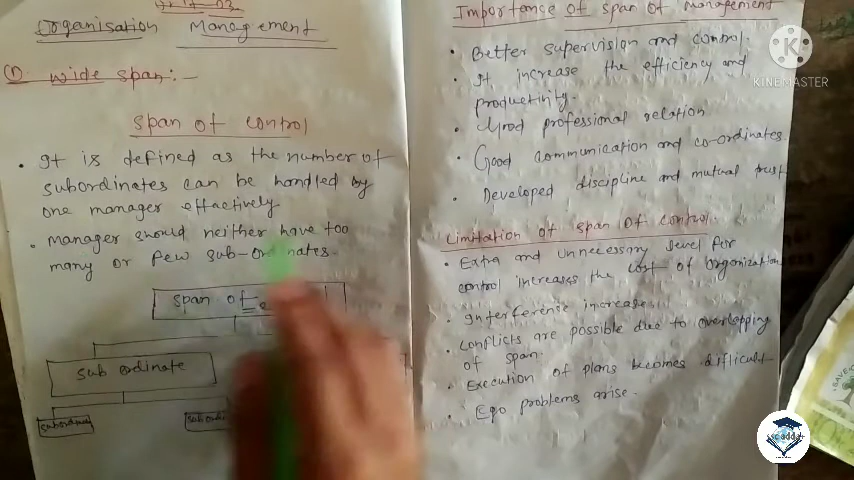 Unit-03
Organisation Management
① wide span:-
Span of control
• It is defined as the number of
subordinates can be handled by
one manager effectively
• Manager should neither have too
many or few sub-ordinates.
span of
sub ordinate
subordinate
Importance of span of management
• Better supervision and control.
• It increase the efficiency and
productivity.
• Good professional relation
• Good communication and co-ordinates.
• Developed discipline and mutual trust
Limitation of span of control.
• Extra and unnecessary level for
control increases the cost of organization
• Interference increase.
• conflicts are possible due to overlapping
of span.
• Execution of plans becomes difficult
• Ego problems arise.
KINEMASTER